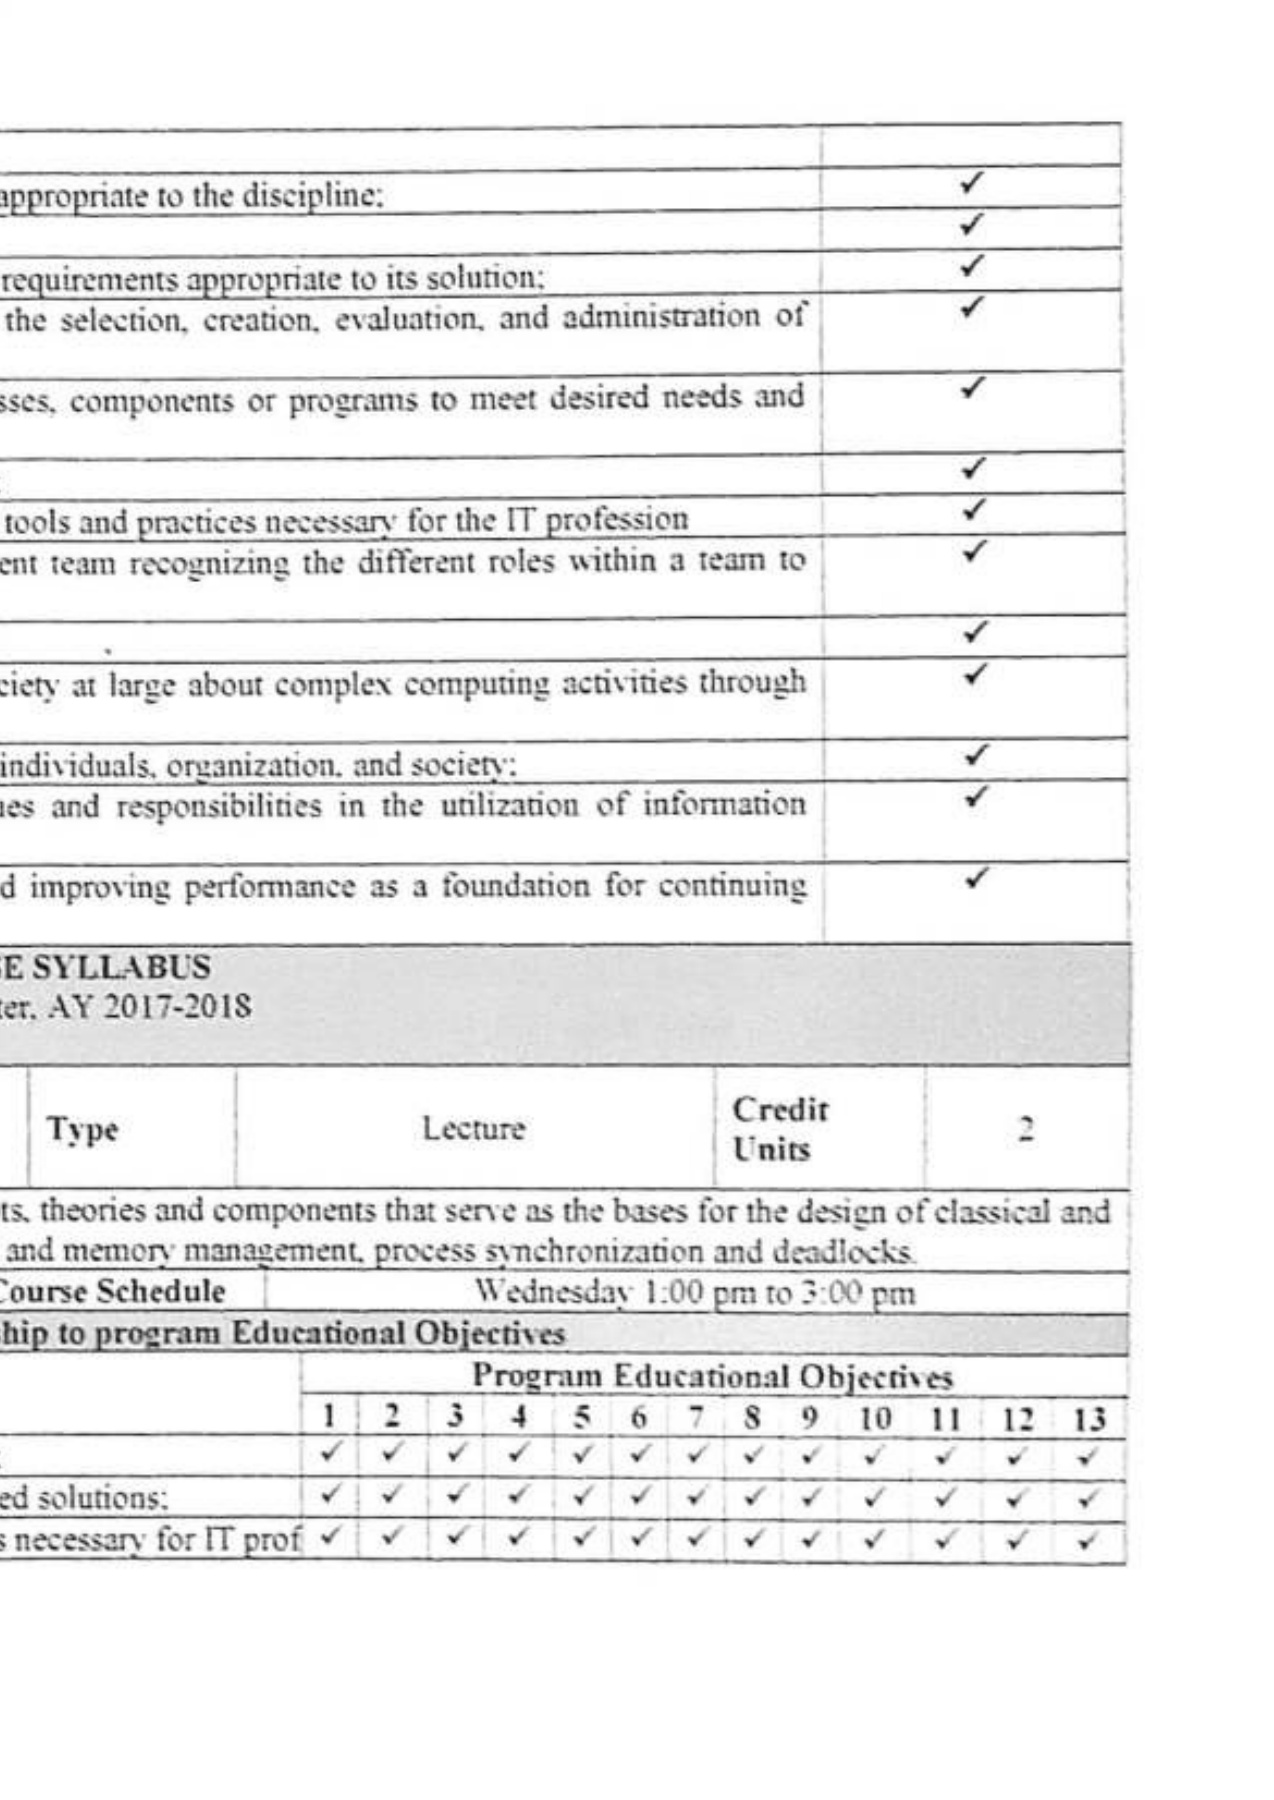 appropriate to the discipline;
✓
✓
requirements appropriate to its solution;
✓
the selection, creation, evaluation, and administration of
✓
sses, components or programs to meet desired needs and
✓
✓
tools and practices necessary for the IT profession
✓
ent team recognizing the different roles within a team to
✓
✓
ciety at large about complex computing activities through
✓
individuals, organization, and society;
✓
ues and responsibilities in the utilization of information
✓
d improving performance as a foundation for continuing
✓
SE SYLLABUS
ter, AY 2017-2018
Type Lecture Credit Units 2
ts, theories and components that serve as the bases for the design of classical and
and memory management, process synchronization and deadlocks.
Course Schedule Wednesday 1:00 pm to 3:00 pm
hip to program Educational Objectives
Program Educational Objectives
1 2 3 4 5 6 7 8 9 10 11 12 13
✓ ✓ ✓ ✓ ✓ ✓ ✓ ✓ ✓ ✓ ✓ ✓ ✓
ed solutions; ✓ ✓ ✓ ✓ ✓ ✓ ✓ ✓ ✓ ✓ ✓ ✓ ✓
s necessary for IT prof ✓ ✓ ✓ ✓ ✓ ✓ ✓ ✓ ✓ ✓ ✓ ✓ ✓